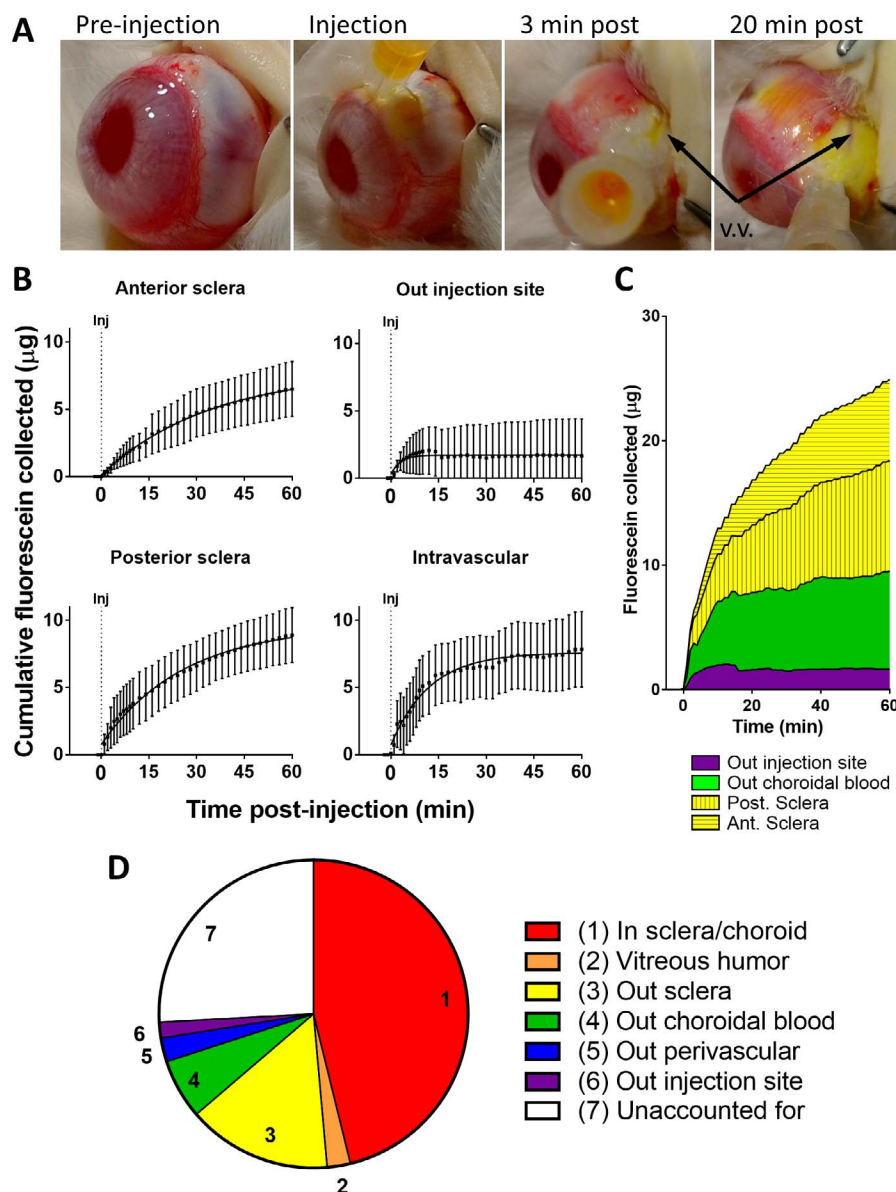 A
Pre-injection
Injection
3 min post
20 min post
v.v.
B
Cumulative fluorescein collected (μg)
Anterior sclera
Inj
10
5
0
0 15 30 45 60
Out injection site
Inj
10
5
0
0 15 30 45 60
Posterior sclera
Inj
10
5
0
0 15 30 45 60
Intravascular
Inj
10
5
0
0 15 30 45 60
Time post-injection (min)
C
Fluorescein collected (μg)
30
20
10
0
0 20 40 60
Time (min)
Out injection site
Out choroidal blood
Post. Sclera
Ant. Sclera
D
1
2
3
4
5
6
7
(1) In sclera/choroid
(2) Vitreous humor
(3) Out sclera
(4) Out choroidal blood
(5) Out perivascular
(6) Out injection site
(7) Unaccounted for